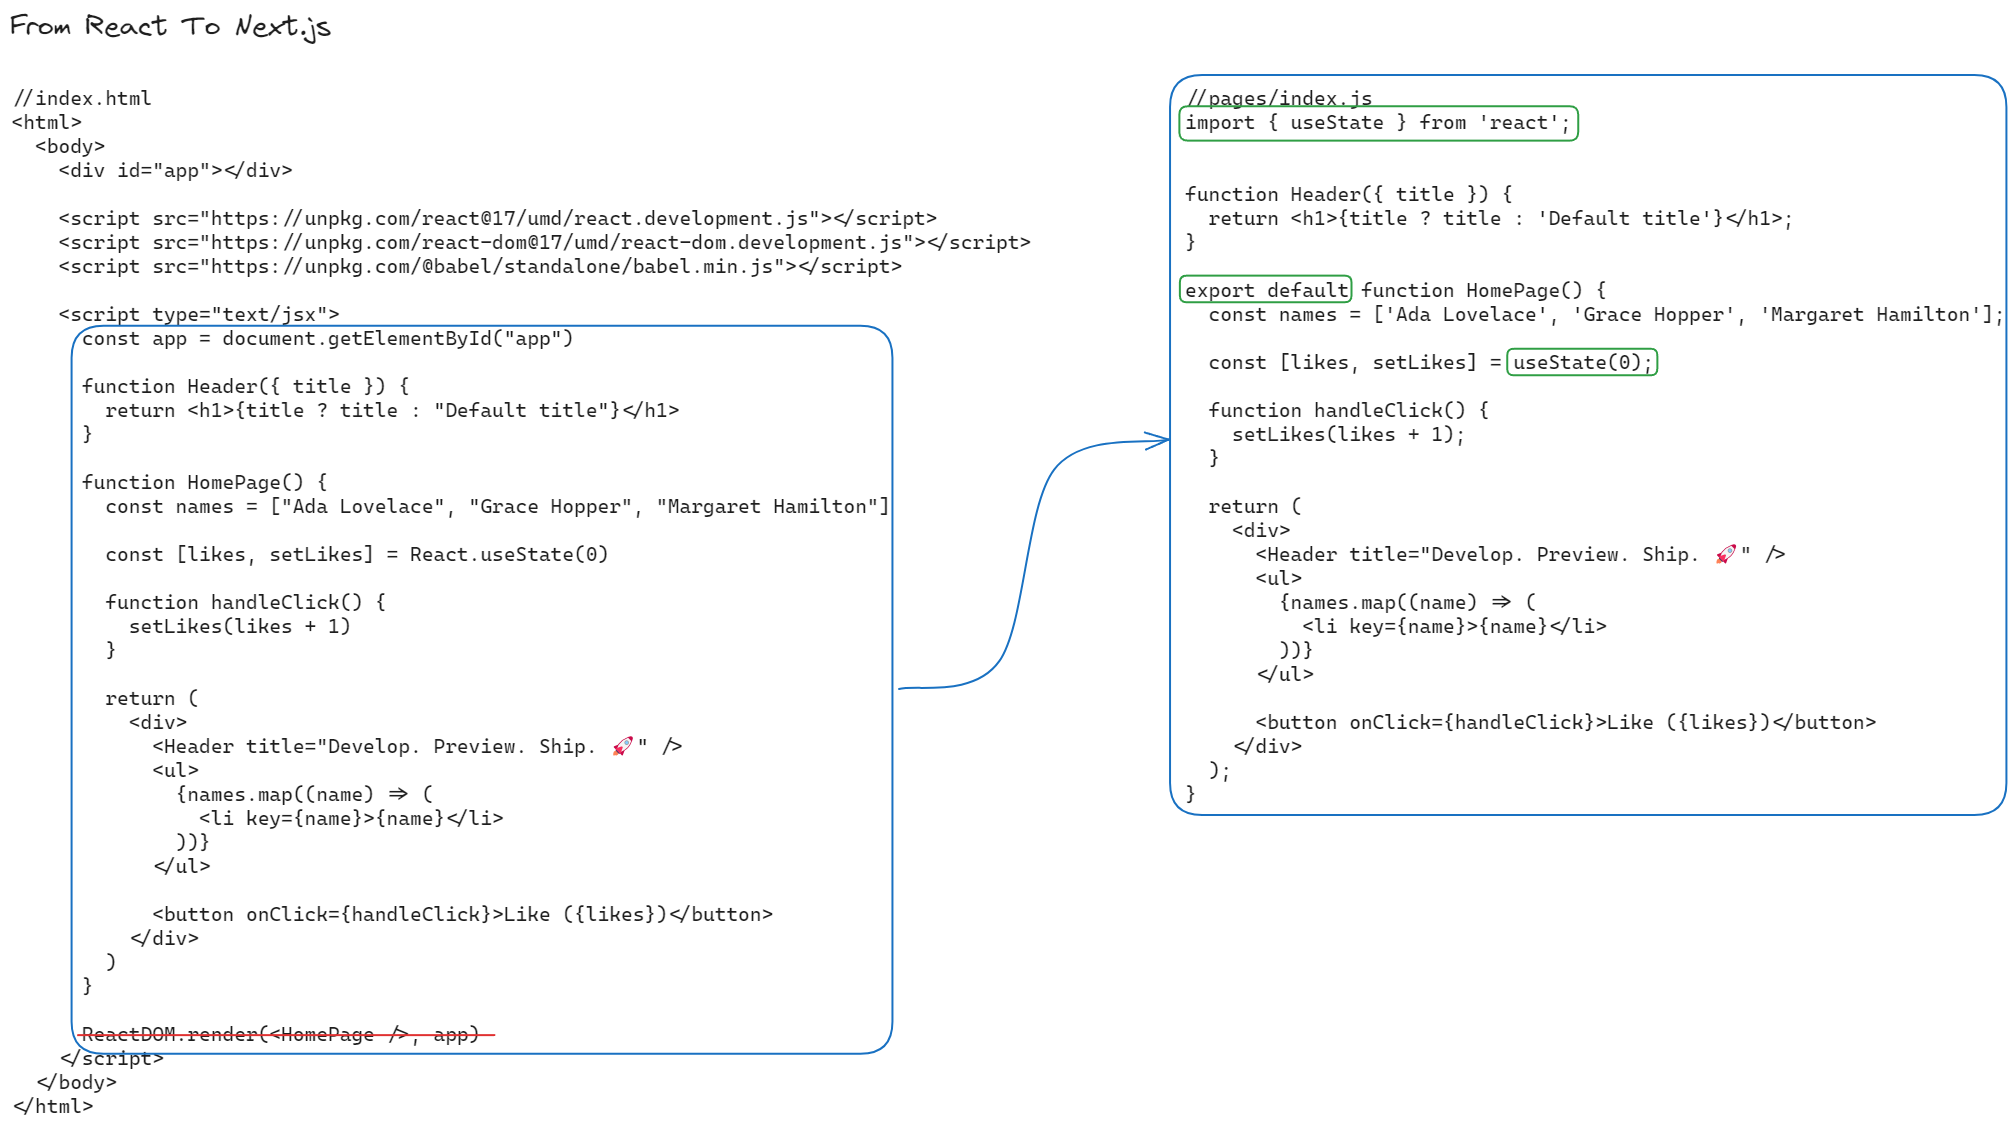 From React To Next.js
//index.html
<html>
  <body>
    <div id="app"></div>
    <script src="https://unpkg.com/react@17/umd/react.development.js"></script>
    <script src="https://unpkg.com/react-dom@17/umd/react-dom.development.js"></script>
    <script src="https://unpkg.com/@babel/standalone/babel.min.js"></script>
    <script type="text/jsx">
      const app = document.getElementById("app")
      function Header({ title }) {
        return <h1>{title ? title : "Default title"}</h1>
      }
      function HomePage() {
        const names = ["Ada Lovelace", "Grace Hopper", "Margaret Hamilton"]
        const [likes, setLikes] = React.useState(0)
        function handleClick() {
          setLikes(likes + 1)
        }
        return (
          <div>
            <Header title="Develop. Preview. Ship. 🚀" />
            <ul>
              {names.map((name) => (
                <li key={name}>{name}</li>
              ))}
            </ul>
            <button onClick={handleClick}>Like ({likes})</button>
          </div>
        )
      }
      ReactDOM.render(<HomePage />, app)
    </script>
  </body>
</html>
//pages/index.js
import { useState } from 'react';
function Header({ title }) {
  return <h1>{title ? title : 'Default title'}</h1>;
}
export default function HomePage() {
  const names = ['Ada Lovelace', 'Grace Hopper', 'Margaret Hamilton'];
  const [likes, setLikes] = useState(0);
  function handleClick() {
    setLikes(likes + 1);
  }
  return (
    <div>
      <Header title="Develop. Preview. Ship. 🚀" />
      <ul>
        {names.map((name) => (
          <li key={name}>{name}</li>
        ))}
      </ul>
      <button onClick={handleClick}>Like ({likes})</button>
    </div>
  );
}